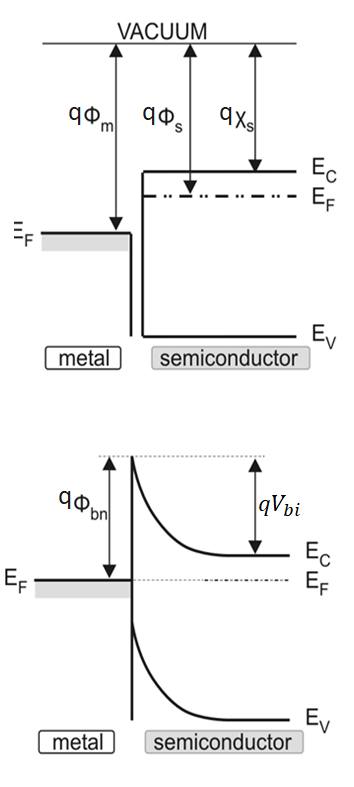 VACUUM
qΦm qΦs qχs
EC
EF
EF
EV
metal semiconductor
qΦbn qVbi
EC
EF EF
EV
metal semiconductor